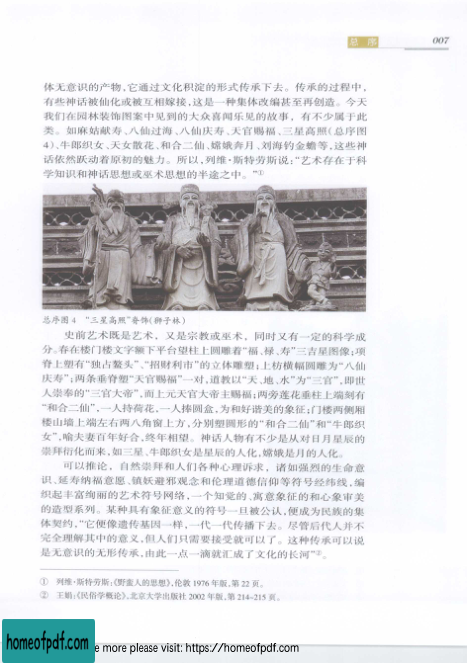 总 序 007
体无意识的产物,它通过文化积淀的形式传承下去。传承的过程中,
有些神话被仙化或被互相嫁接,这是一种集体改编甚至再创造。今天
我们在园林装饰图案中见到的大众喜闻乐见的故事,有不少属于此
类。如麻姑献寿、八仙过海、八仙庆寿、天官赐福、三星高照(总序图
4)、牛郎织女、天女散花、和合二仙、嫦娥奔月、刘海钓金蟾等,这些神
话依然跃动着原初的魅力。所以,列维·斯特劳斯说:“艺术存在于科
学知识和神话思想或巫术思想的半途之中。”①
总序图 4 “三星高照”脊饰(狮子林)
史前艺术既是艺术,又是宗教或巫术,同时又有一定的科学成
分。春在楼门楼文字额下平台望柱上圆雕着“福、禄、寿”三吉星图像;项
脊上塑有“独占鳌头”、“招财利市”的立体雕塑;上枋横幅圆雕为“八仙
庆寿”;两条垂脊塑“天官赐福”一对,道教以“天、地、水”为“三官”,即世
人崇奉的“三官大帝”,而上元天官大帝主赐福;两旁莲花垂柱上端刻有
“和合二仙”,一人持荷花,一人捧圆盒,为和好谐美的象征;门楼两侧厢
楼山墙上端左右两八角窗上方,分别塑圆形的“和合二仙”和“牛郎织
女”,喻夫妻百年好合,终年相望。神话人物有不少是从对日月星辰的
崇拜衍化而来,如三星、牛郎织女是星辰的人化,嫦娥是月的人化。
可以推论,自然崇拜和人们各种心理诉求,诸如强烈的生命意
识、延寿纳福意愿、镇妖避邪观念和伦理道德信仰等符号经纬线,编
织起丰富绚丽的艺术符号网络,一个知觉的、寓意象征的和心象审美
的造型系列。某种具有象征意义的符号一旦被公认,便成为民族的集
体契约,“它便像遗传基因一样,一代一代传播下去。尽管后代人并不
完全理解其中的意义,但人们只需要接受就可以了。这种传承可以说
是无意识的无形传承,由此一点一滴就汇成了文化的长河”②。
① 列维·斯特劳斯:《野蛮人的思想》,伦敦 1976 年版,第 22 页。
② 王娟:《民俗学概论》,北京大学出版社 2002 年版,第 214–215 页。
homeofpdf.com
e more please visit: https://homeofpdf.com